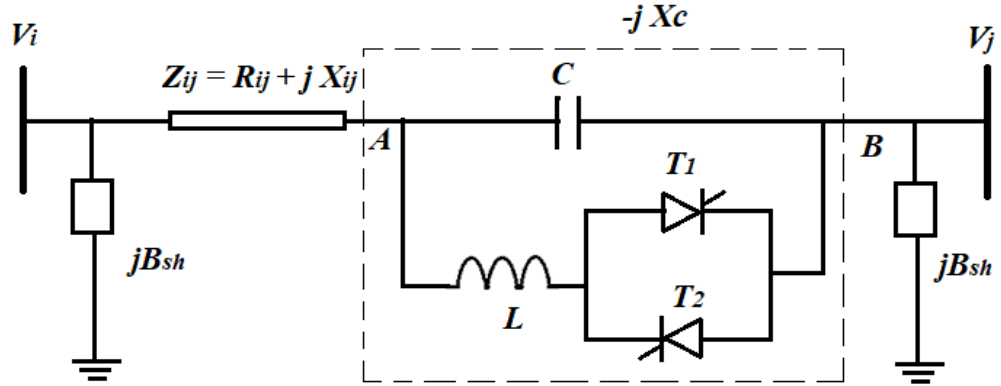 -j Xc
Vi
Vj
Zij = Rij + j Xij
C
A
B
T1
jBsh
jBsh
T2
L